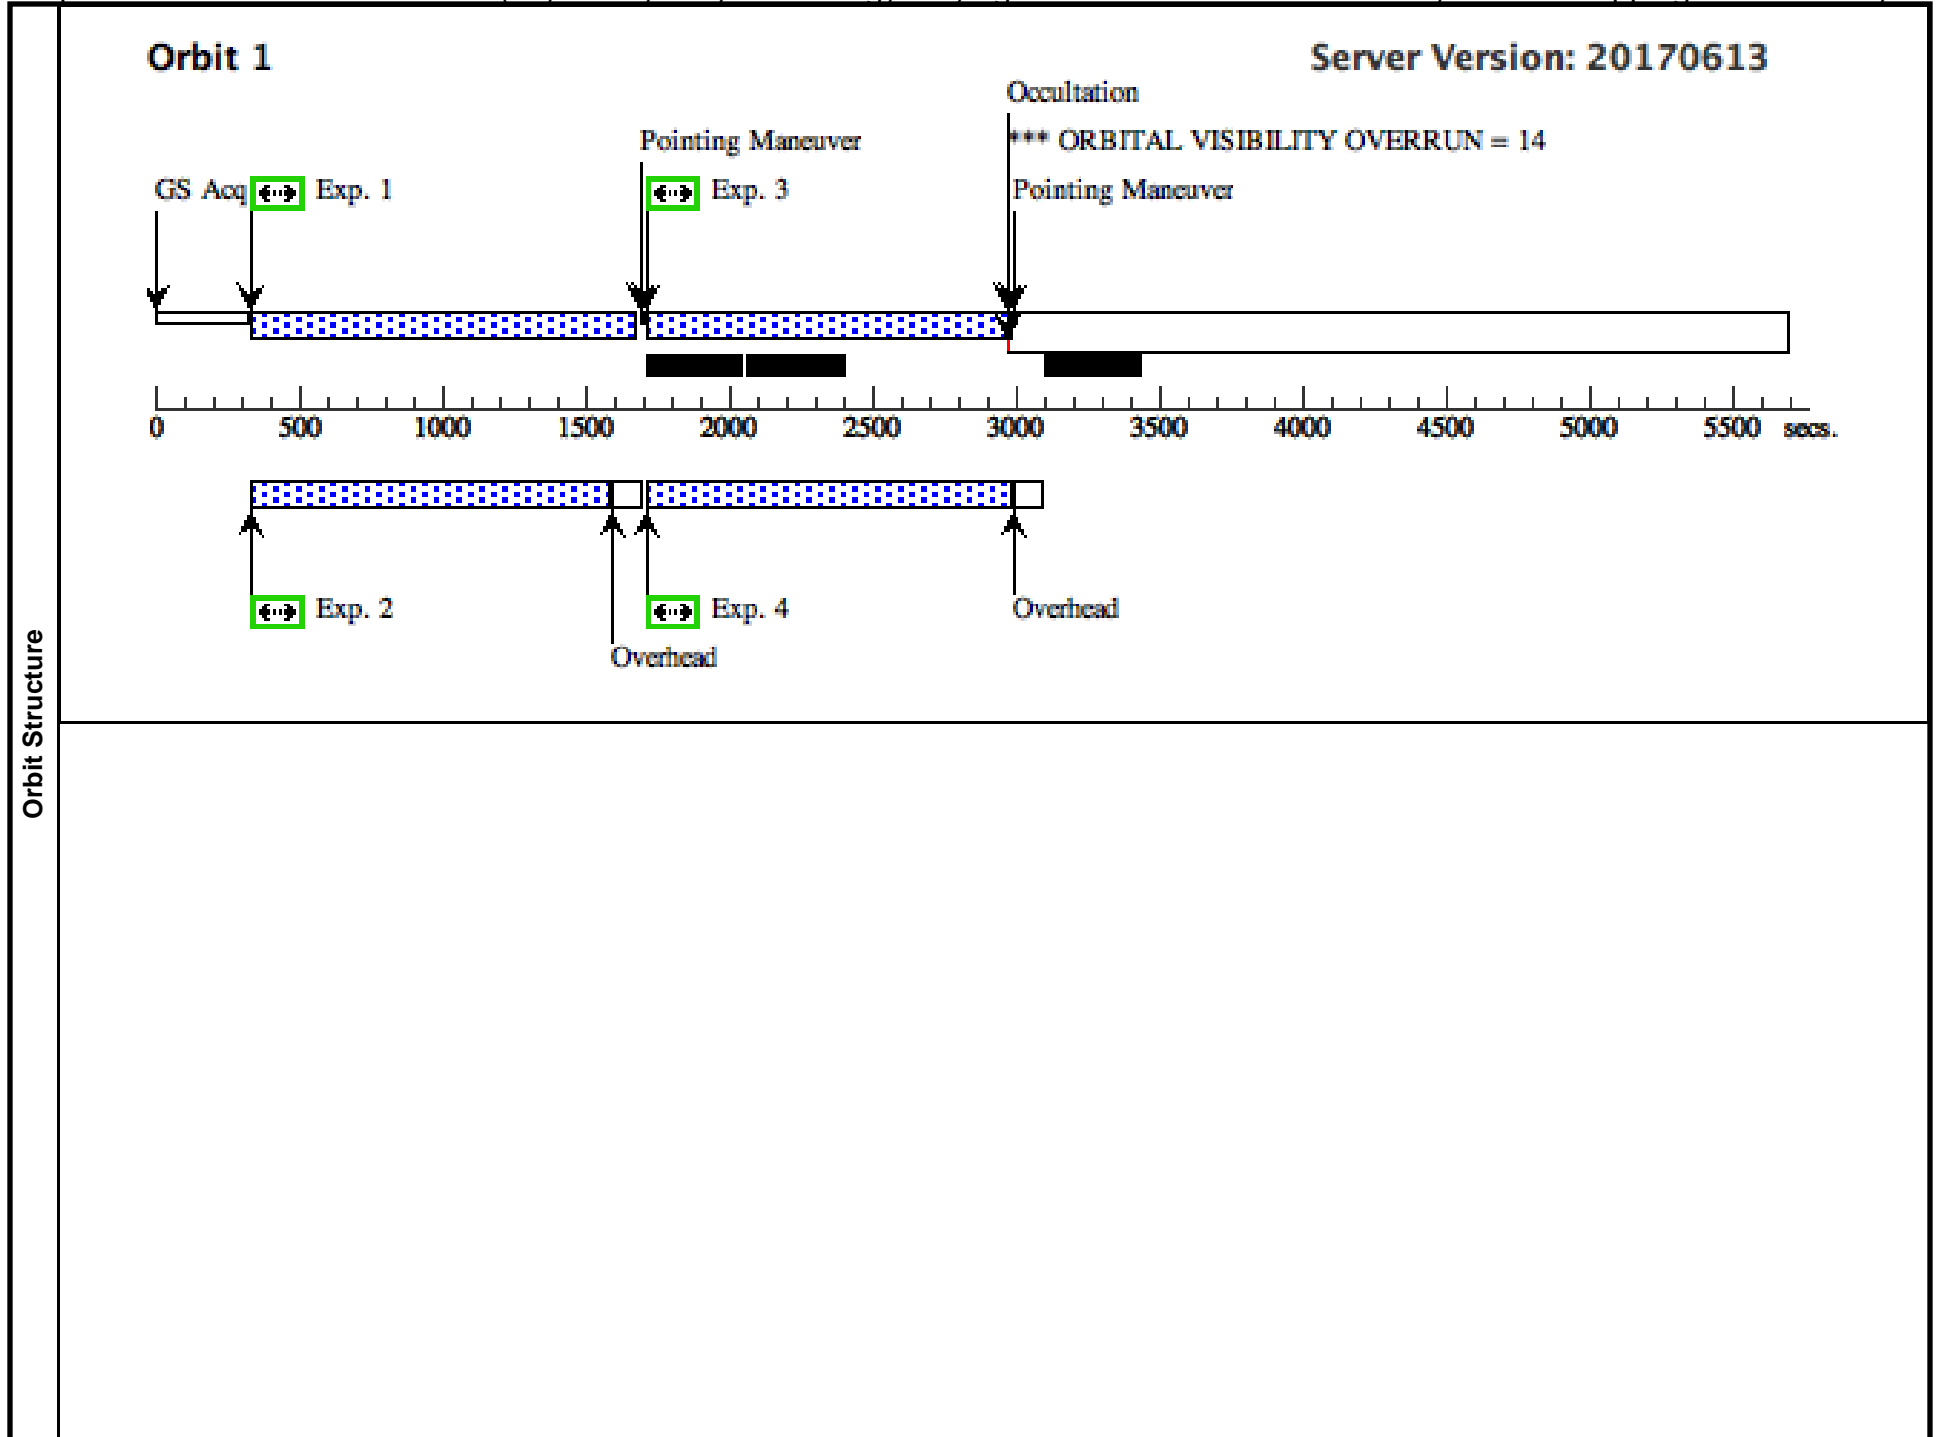 Orbit 1
Server Version: 20170613
Occultation
Pointing Maneuver
*** ORBITAL VISIBILITY OVERRUN = 14
GS Acq
Exp. 1
Exp. 3
Pointing Maneuver
0 500 1000 1500 2000 2500 3000 3500 4000 4500 5000 5500 secs.
Exp. 2
Exp. 4
Overhead
Overhead
Orbit Structure